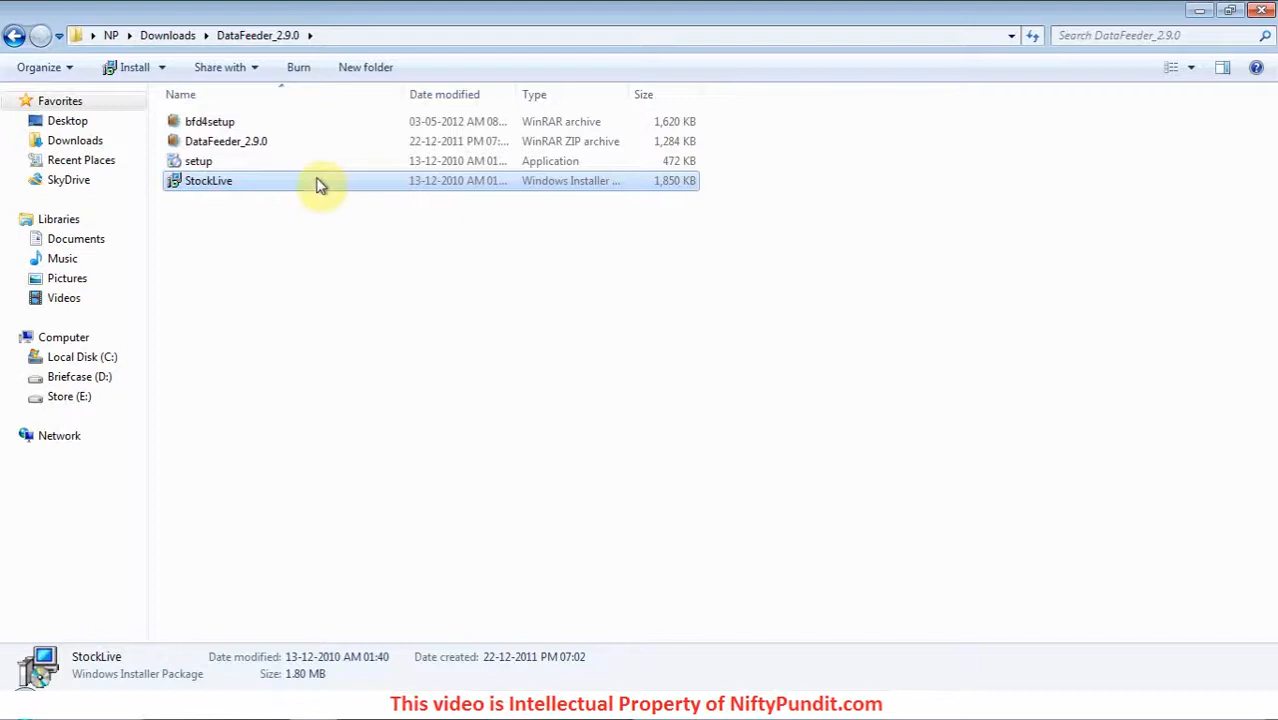 NP Downloads DataFeeder_2.9.0 Search DataFeeder_2.9.0
Organize Install Share with Burn New folder
Favorites
Desktop
Downloads
Recent Places
SkyDrive
Libraries
Documents
Music
Pictures
Videos
Computer
Local Disk (C:)
Briefcase (D:)
Store (E:)
Network
Name Date modified Type Size
bfd4setup 03-05-2012 AM 08... WinRAR archive 1,620 KB
DataFeeder_2.9.0 22-12-2011 PM 07:... WinRAR ZIP archive 1,284 KB
setup 13-12-2010 AM 01... Application 472 KB
StockLive 13-12-2010 AM 01... Windows Installer ... 1,850 KB
StockLive Date modified: 13-12-2010 AM 01:40 Date created: 22-12-2011 PM 07:02
Windows Installer Package Size: 1.80 MB
This video is Intellectual Property of NiftyPundit.com